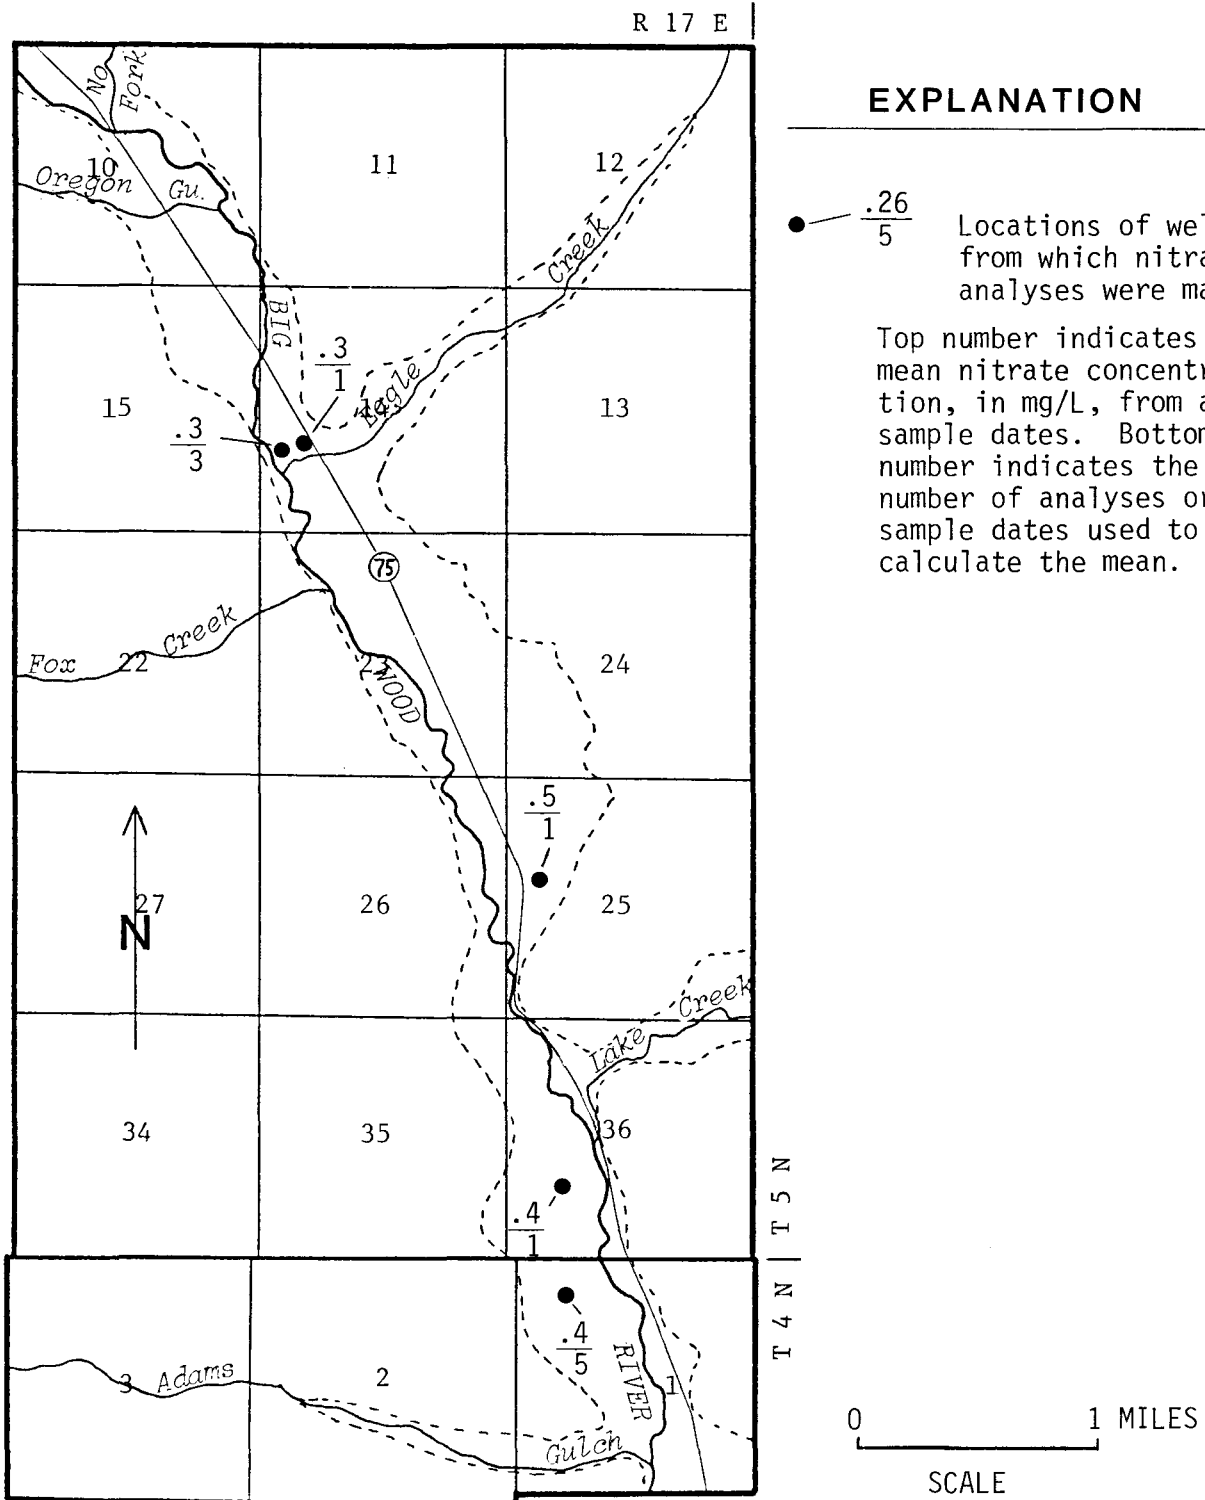 R 17 E
EXPLANATION
.26
5
Locations of we
from which nitra
analyses were ma
Top number indicates
mean nitrate concentr
tion, in mg/L, from a
sample dates. Bottom
number indicates the
number of analyses or
sample dates used to
calculate the mean.
No
Fork
10
11
12
Oregon Gu.
Eagle Creek
BIG
.3
1
15
14
13
.3
3
75
Fox Creek
22
23
24
WOOD
.5
1
27
26
25
N
Lake Creek
34
35
36
T 5 N
.4
1
T 4 N
.4
5
3
Adams
2
RIVER
1
Gulch
0 1 MILES
SCALE